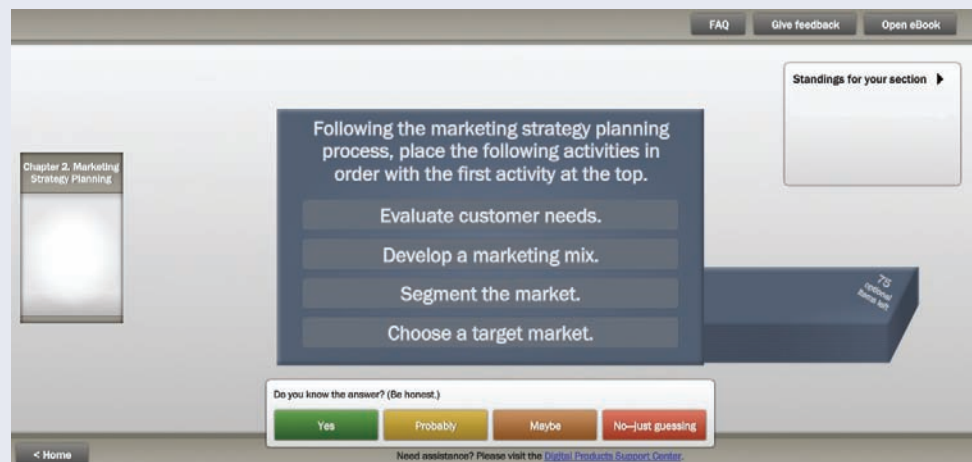 FAQ
Give feedback
Open eBook
Standings for your section
Chapter 2. Marketing
Strategy Planning
Following the marketing strategy planning
process, place the following activities in
order with the first activity at the top.
Evaluate customer needs.
Develop a marketing mix.
Segment the market.
Choose a target market.
75
optional
items left
Do you know the answer? (Be honest.)
Yes
Probably
Maybe
No—just guessing
< Home
Need assistance? Please visit the Digital Products Support Center.